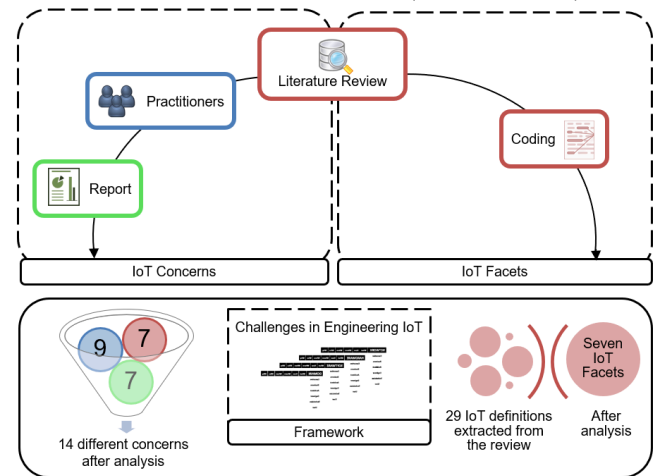 Literature Review
Practitioners
Coding
Report
IoT Concerns
IoT Facets
9
7
7
14 different concerns
after analysis
Challenges in Engineering IoT
Framework
29 IoT definitions
extracted from
the review
Seven
IoT
Facets
After
analysis